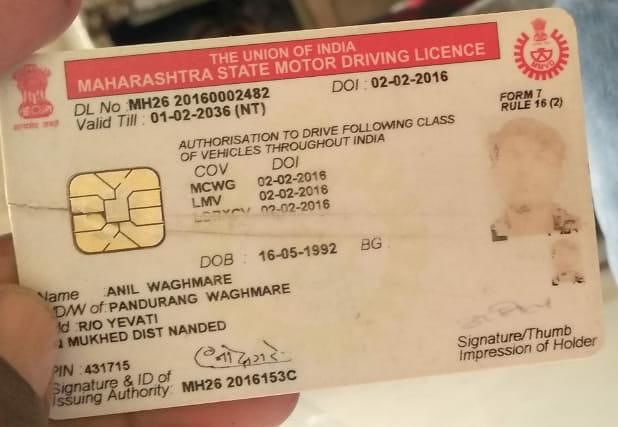 THE UNION OF INDIA
MAHARASHTRA STATE MOTOR DRIVING LICENCE
DL No : MH26 20160002482 DOI : 02-02-2016
Valid Till : 01-02-2036 (NT)
FORM 7
RULE 16 (2)
AUTHORISATION TO DRIVE FOLLOWING CLASS
OF VEHICLES THROUGHOUT INDIA
COV DOI
MCWG 02-02-2016
LMV 02-02-2016
02-02-2016
DOB : 16-05-1992 BG :
Name : ANIL WAGHMARE
/D/W of : PANDURANG WAGHMARE
R/O YEVATI
MUKHED DIST NANDED
PIN : 431715
Signature & ID of
Issuing Authority: MH26 2016153C
Signature/Thumb
Impression of Holder